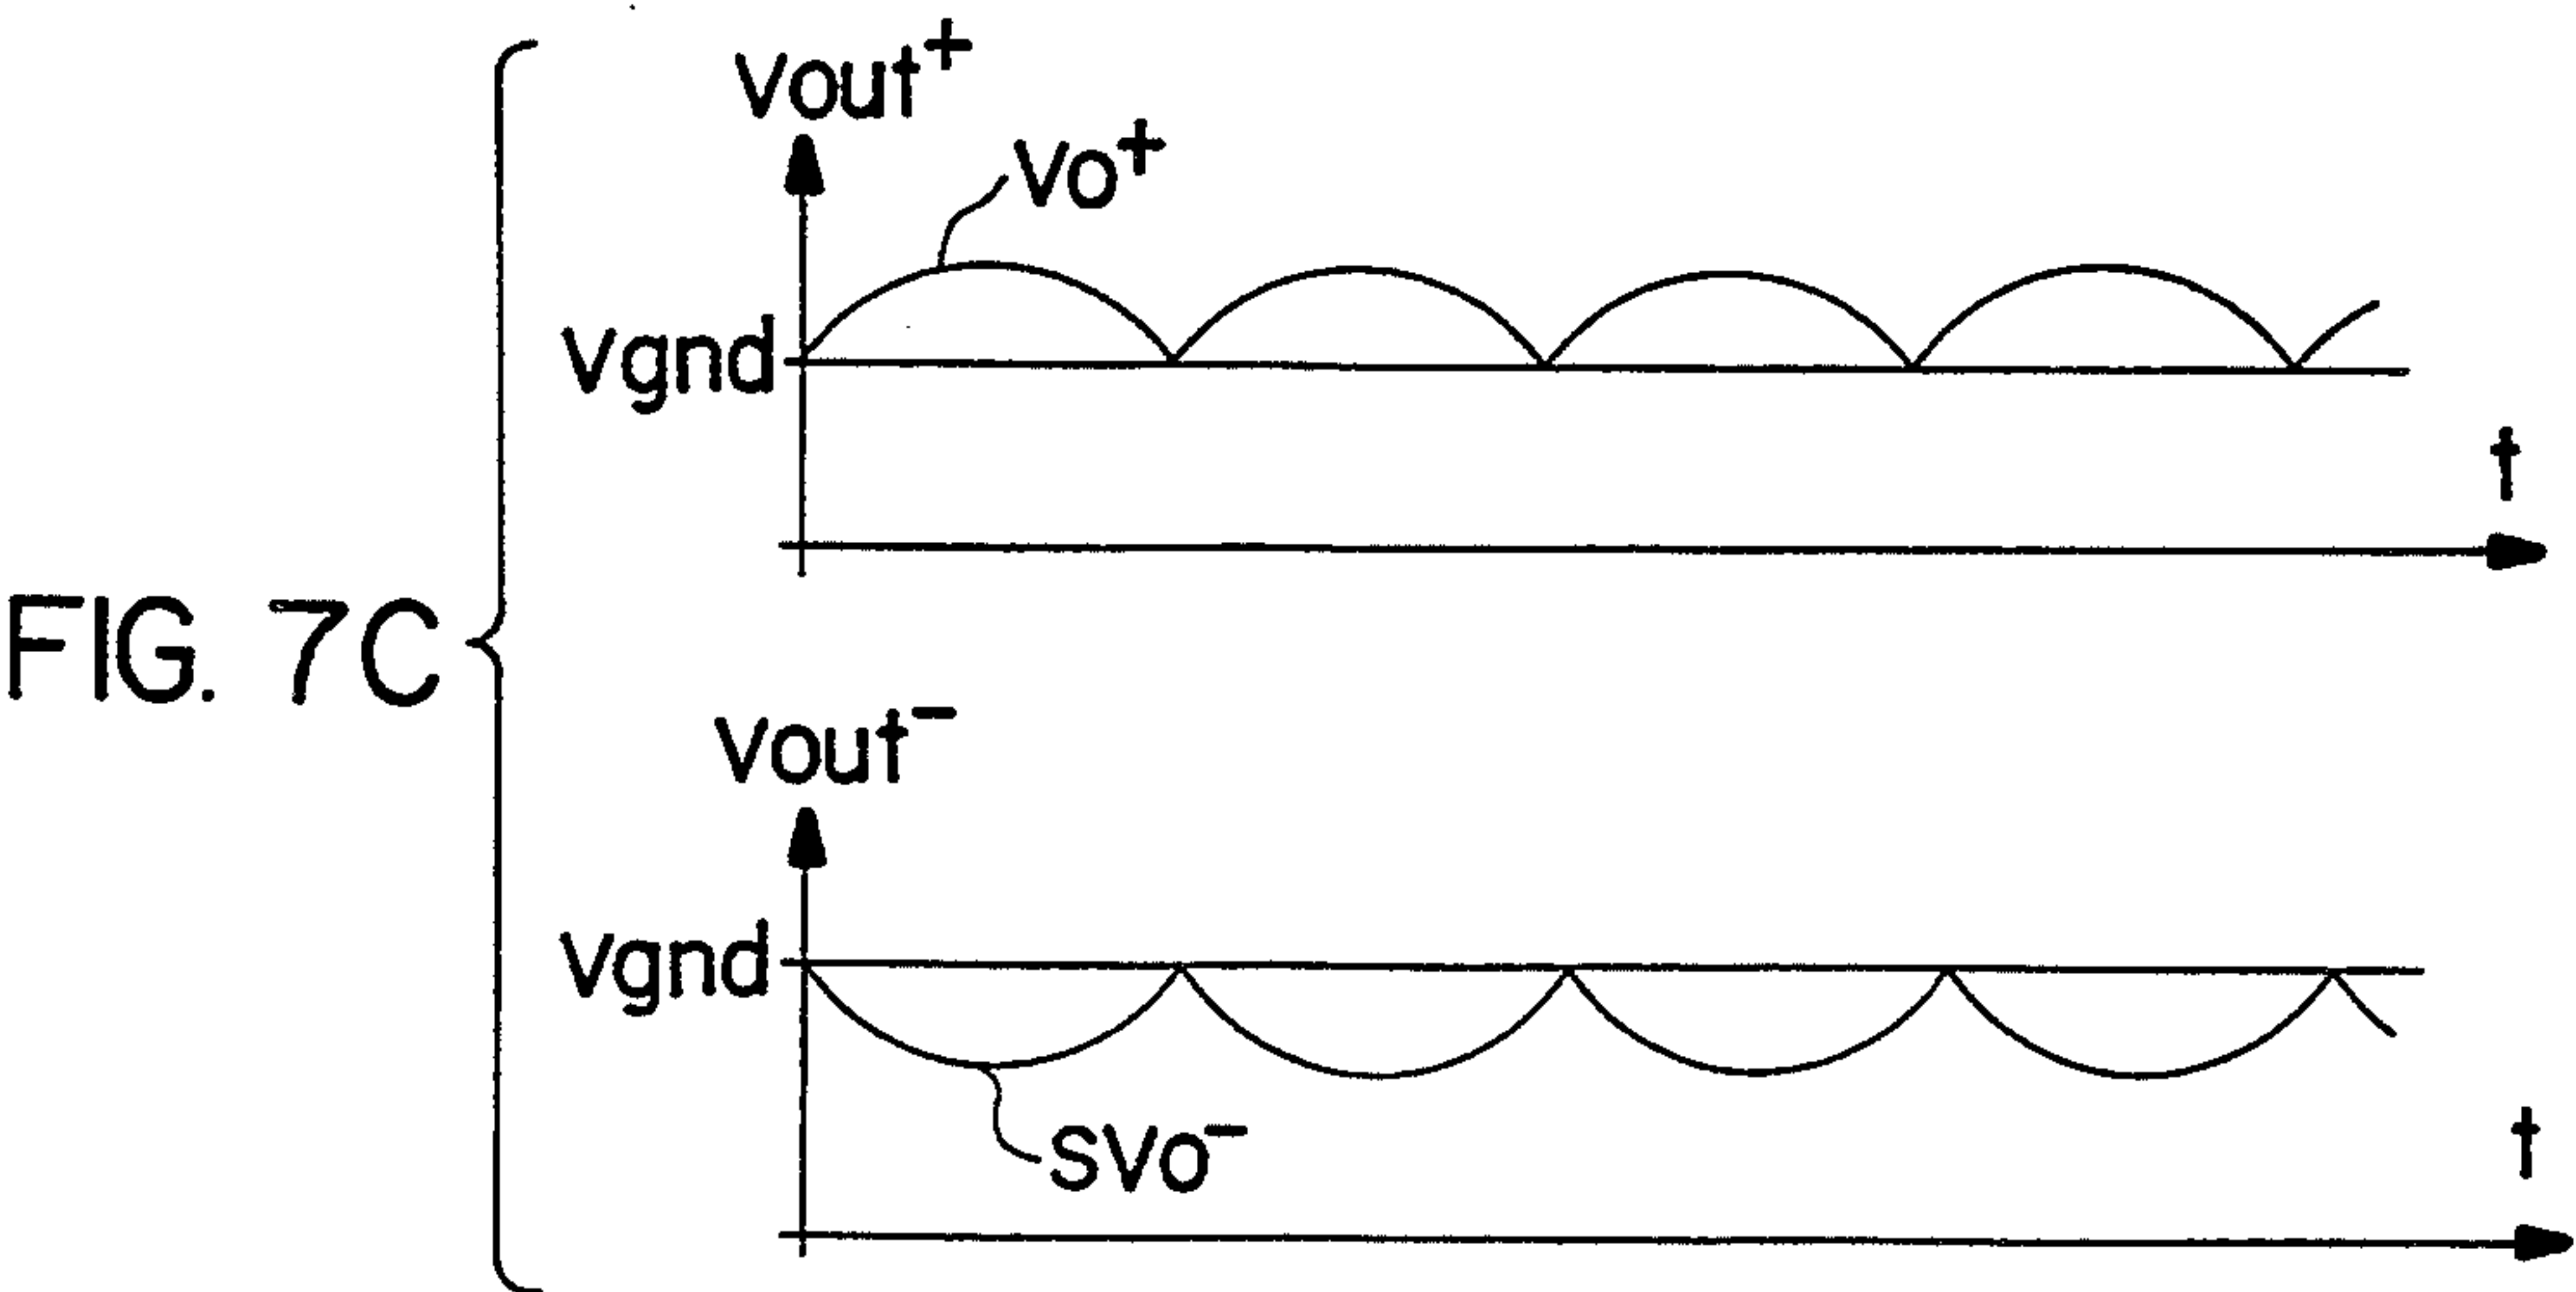 Vout⁺
Vo⁺
Vgnd
t
FIG. 7C
Vout⁻
Vgnd
SVo⁻
t